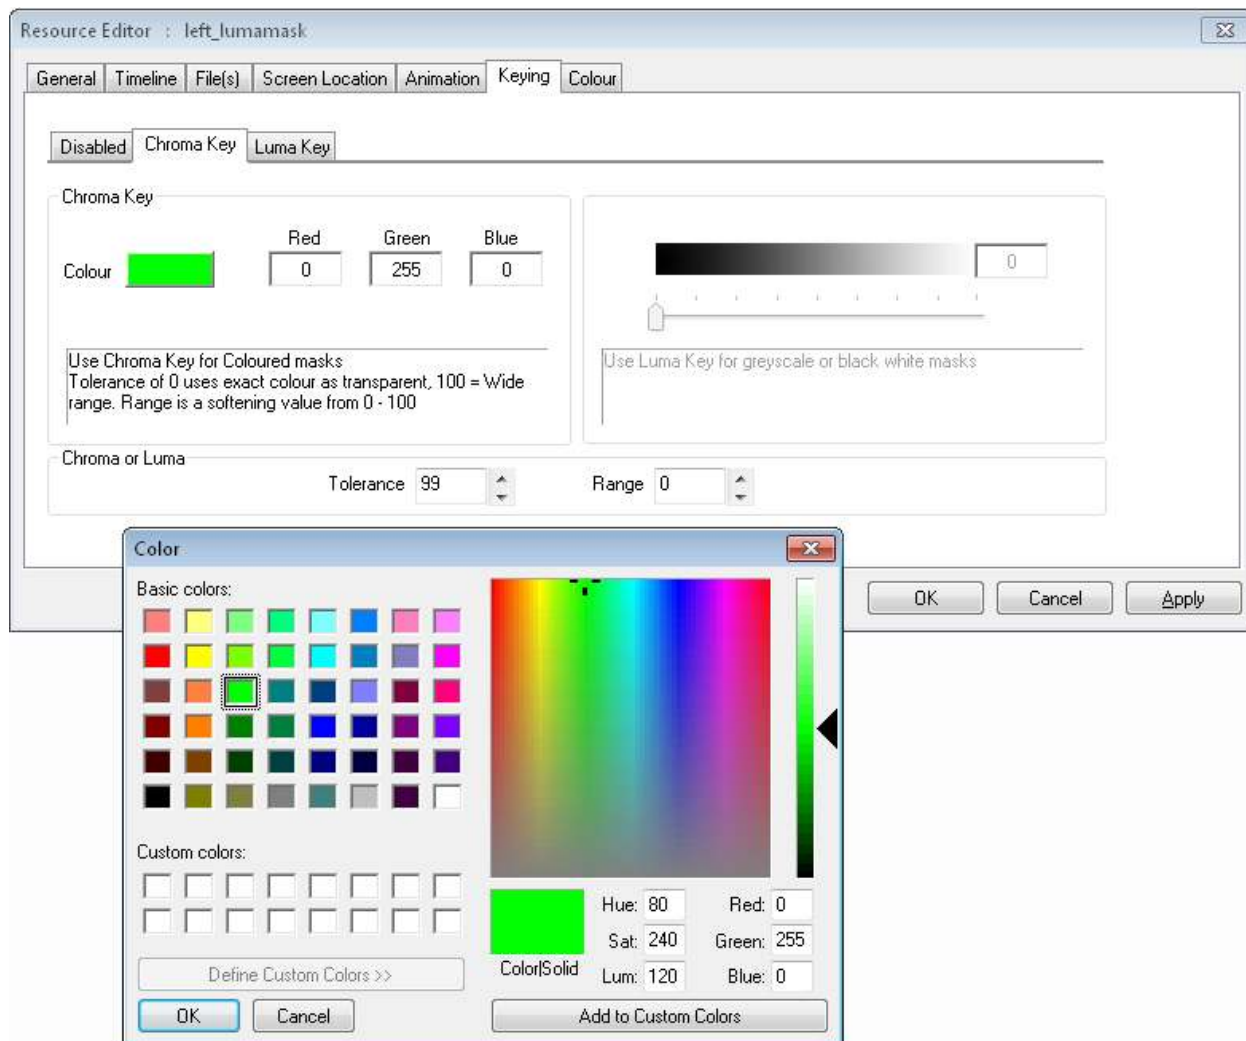 Resource Editor : left_lumamask
General Timeline File(s) Screen Location Animation Keying Colour
Disabled Chroma Key Luma Key
Chroma Key
Red Green Blue
Colour 0 255 0
0
Use Chroma Key for Coloured masks
Tolerance of 0 uses exact colour as transparent, 100 = Wide
range. Range is a softening value from 0 - 100
Use Luma Key for greyscale or black white masks
Chroma or Luma
Tolerance 99 Range 0
OK Cancel Apply
Color
Basic colors:
Custom colors:
Define Custom Colors >>
OK Cancel
Color|Solid
Hue: 80 Red: 0
Sat: 240 Green: 255
Lum: 120 Blue: 0
Add to Custom Colors